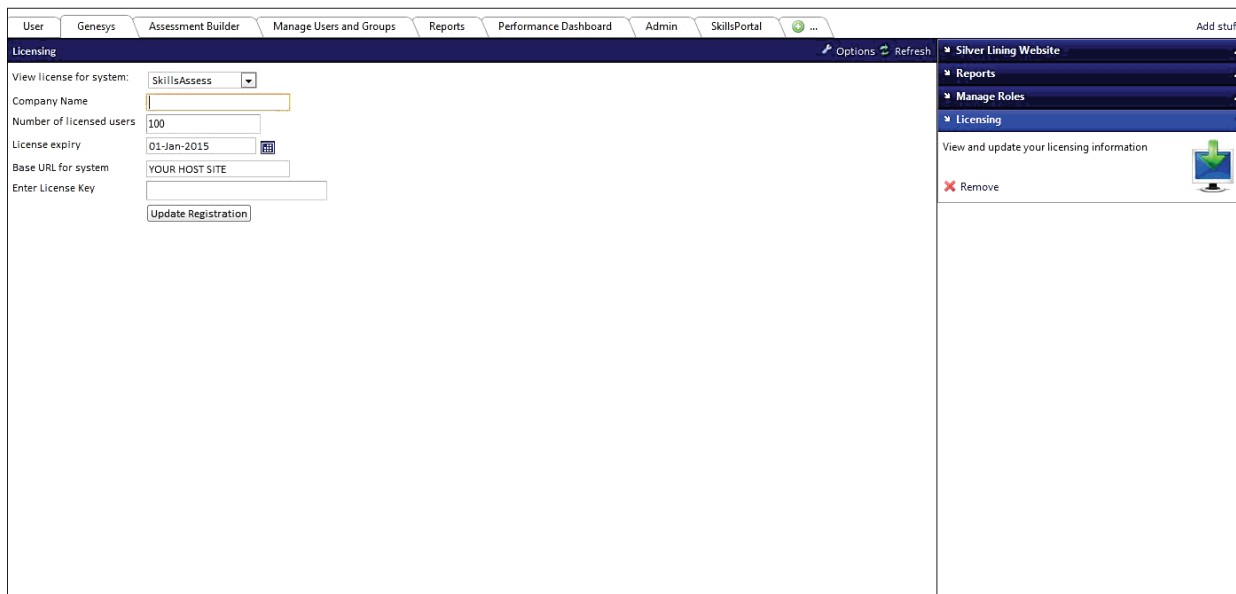 User Genesys Assessment Builder Manage Users and Groups Reports Performance Dashboard Admin SkillsPortal ... Add stuf
Licensing Options Refresh
View license for system: SkillsAssess
Company Name
Number of licensed users 100
License expiry 01-Jan-2015
Base URL for system YOUR HOST SITE
Enter License Key
Update Registration
Silver Lining Website
Reports
Manage Roles
Licensing
View and update your licensing information
Remove